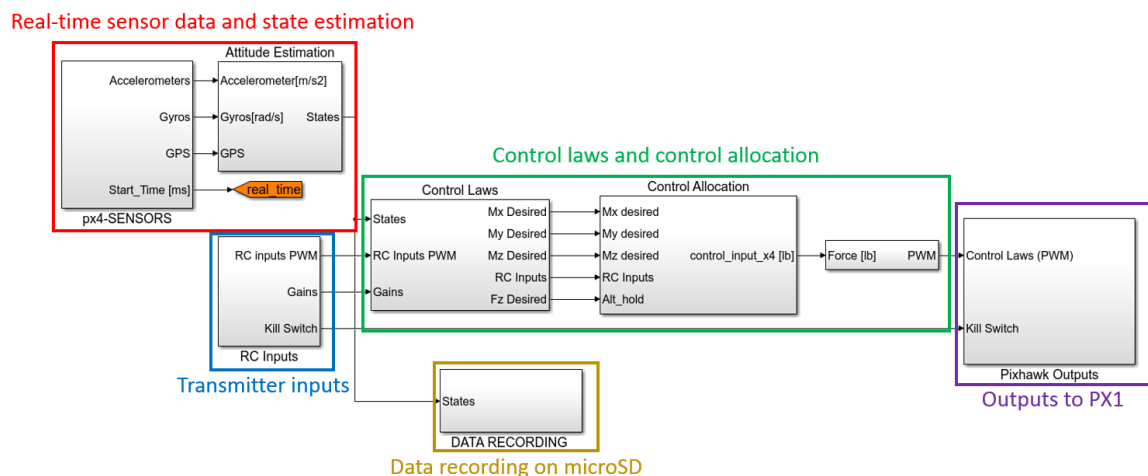 Real-time sensor data and state estimation
Attitude Estimation
Accelerometers
Accelerometer[m/s2]
Gyros
Gyros[rad/s]
States
GPS
GPS
Start_Time [ms]
real_time
px4-SENSORS
Control laws and control allocation
Control Laws
Control Allocation
States
Mx Desired
Mx desired
My Desired
My desired
RC Inputs PWM
Mz Desired
Mz desired
control_input_x4 [lb]
RC Inputs
RC Inputs
Gains
Fz Desired
Alt_hold
Force [lb]
PWM
Control Laws (PWM)
Kill Switch
Pixhawk Outputs
Outputs to PX1
RC inputs PWM
Gains
Kill Switch
RC Inputs
Transmitter inputs
States
DATA RECORDING
Data recording on microSD